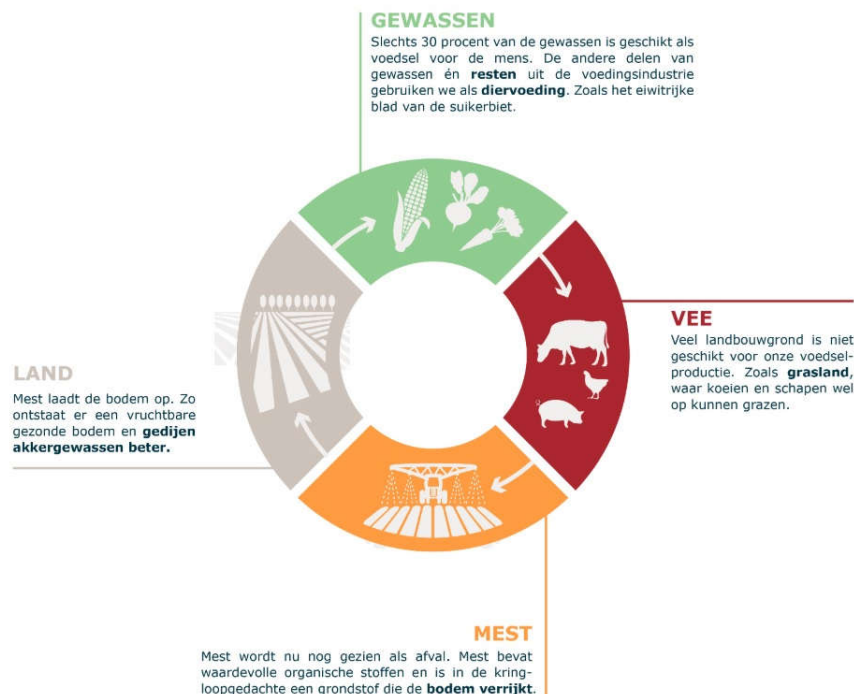 GEWASSEN
Slechts 30 procent van de gewassen is geschikt als
voedsel voor de mens. De andere delen van
gewassen én resten uit de voedingsindustrie
gebruiken we als diervoeding. Zoals het eiwitrijke
blad van de suikerbiet.
VEE
Veel landbouwgrond is niet
geschikt voor onze voedsel-
productie. Zoals grasland,
waar koeien en schapen wel
op kunnen grazen.
LAND
Mest laadt de bodem op. Zo
ontstaat er een vruchtbare
gezonde bodem en gedijen
akkergewassen beter.
MEST
Mest wordt nu nog gezien als afval. Mest bevat
waardevolle organische stoffen en is in de kring-
loopgedachte een grondstof die de bodem verrijkt.